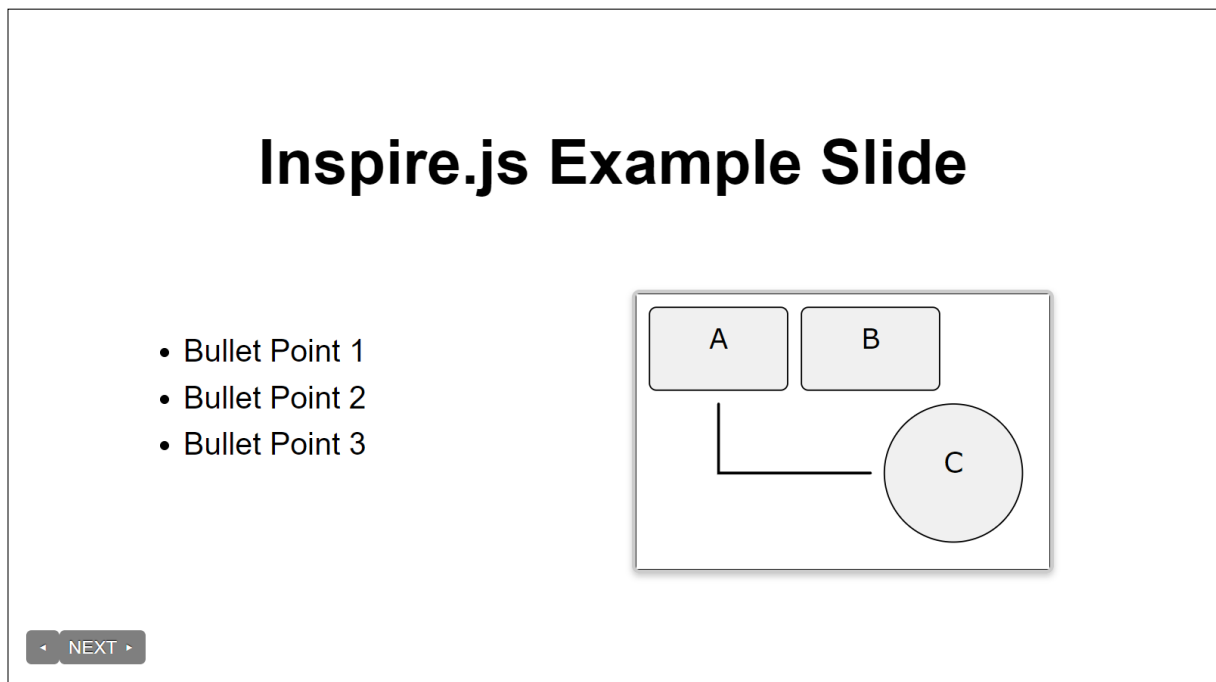 Inspire.js Example Slide
• Bullet Point 1
• Bullet Point 2
• Bullet Point 3
A B
C
◂ NEXT ▸